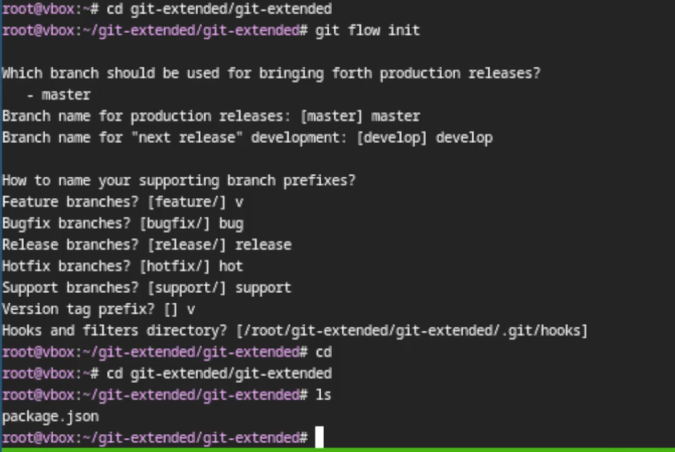 root@vbox:~# cd git-extended/git-extended
root@vbox:~/git-extended/git-extended# git flow init
Which branch should be used for bringing forth production releases?
- master
Branch name for production releases: [master] master
Branch name for "next release" development: [develop] develop
How to name your supporting branch prefixes?
Feature branches? [feature/] v
Bugfix branches? [bugfix/] bug
Release branches? [release/] release
Hotfix branches? [hotfix/] hot
Support branches? [support/] support
Version tag prefix? [] v
Hooks and filters directory? [/root/git-extended/git-extended/.git/hooks]
root@vbox:~/git-extended/git-extended# cd
root@vbox:~# cd git-extended/git-extended
root@vbox:~/git-extended/git-extended# ls
package.json
root@vbox:~/git-extended/git-extended#